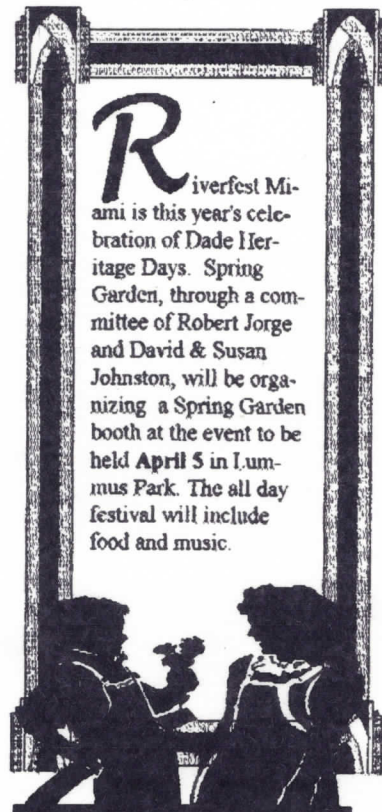 Riverfest Mi-
ami is this year's cele-
bration of Dade Her-
itage Days. Spring
Garden, through a com-
mittee of Robert Jorge
and David & Susan
Johnston, will be orga-
nizing a Spring Garden
booth at the event to be
held April 5 in Lum-
mus Park. The all day
festival will include
food and music.